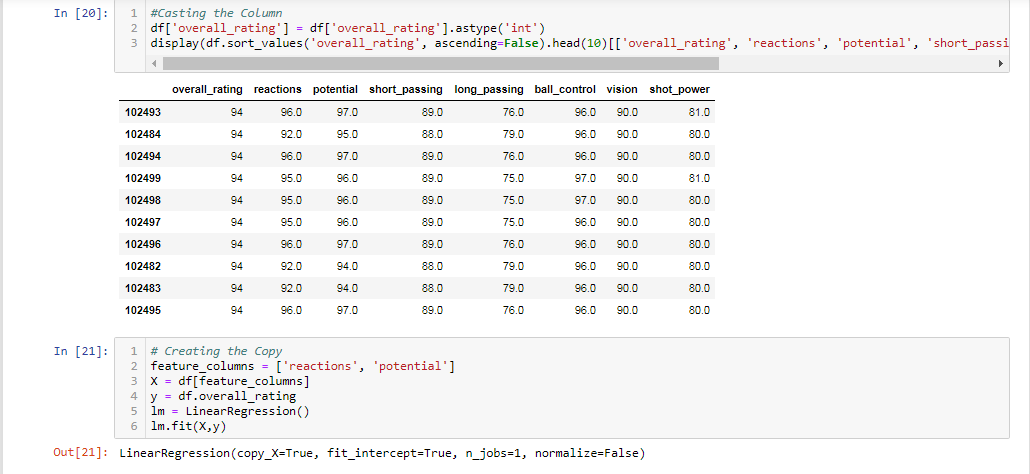 In [20]:
1 #Casting the Column
2 df['overall_rating'] = df['overall_rating'].astype('int')
3 display(df.sort_values('overall_rating', ascending=False).head(10)[['overall_rating', 'reactions', 'potential', 'short_passi
overall_rating reactions potential short_passing long_passing ball_control vision shot_power
102493 94 96.0 97.0 89.0 76.0 96.0 90.0 81.0
102484 94 92.0 95.0 88.0 79.0 96.0 90.0 80.0
102494 94 96.0 97.0 89.0 76.0 96.0 90.0 80.0
102499 94 95.0 96.0 89.0 75.0 97.0 90.0 81.0
102498 94 95.0 96.0 89.0 75.0 97.0 90.0 80.0
102497 94 95.0 96.0 89.0 75.0 96.0 90.0 80.0
102496 94 96.0 97.0 89.0 76.0 96.0 90.0 80.0
102482 94 92.0 94.0 88.0 79.0 96.0 90.0 80.0
102483 94 92.0 94.0 88.0 79.0 96.0 90.0 80.0
102495 94 96.0 97.0 89.0 76.0 96.0 90.0 80.0
In [21]:
1 # Creating the Copy
2 feature_columns = ['reactions', 'potential']
3 X = df[feature_columns]
4 y = df.overall_rating
5 lm = LinearRegression()
6 lm.fit(X,y)
Out[21]: LinearRegression(copy_X=True, fit_intercept=True, n_jobs=1, normalize=False)